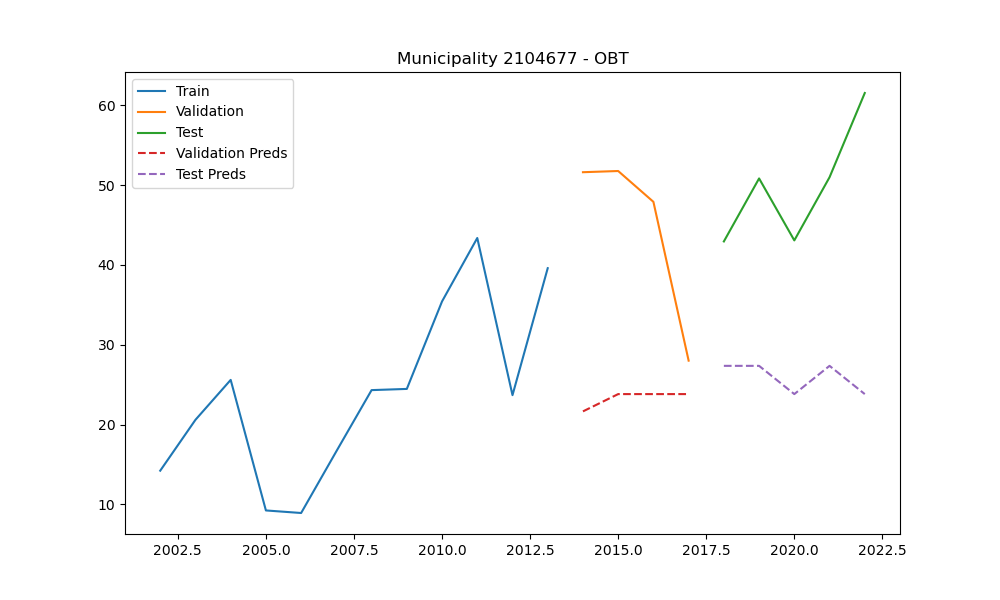 Municipality 2104677 - OBT
Train
Validation
Test
Validation Preds
Test Preds
60
50
40
30
20
10
2002.5 2005.0 2007.5 2010.0 2012.5 2015.0 2017.5 2020.0 2022.5